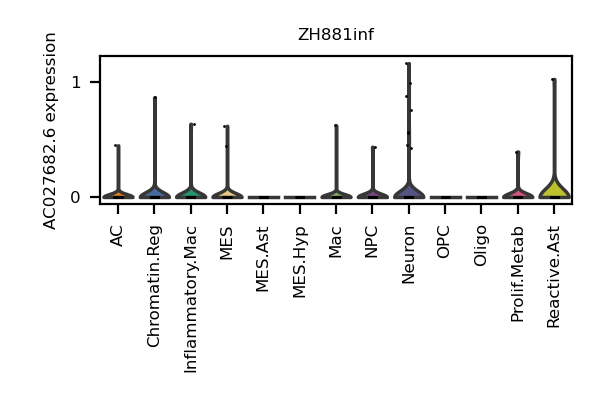 ZH881inf
AC027682.6 expression
1
0
AC
Chromatin.Reg
Inflammatory.Mac
MES
MES.Ast
MES.Hyp
Mac
NPC
Neuron
OPC
Oligo
Prolif.Metab
Reactive.Ast